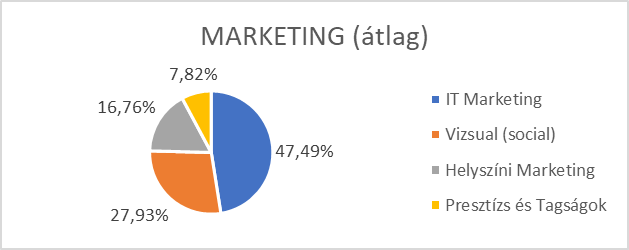 MARKETING (átlag)
7,82%
16,76%
47,49%
27,93%
IT Marketing
Vizsual (social)
Helyszíni Marketing
Presztízs és Tagságok